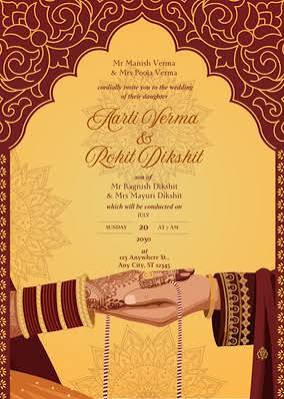 Mr Manish Verma
& Mrs Pooja Verma
cordially invite you to the wedding
of their daughter
Aarti Verma
&
Rohit Dikshit
son of
Mr Ragnish Dikshit
& Mrs Mayuri Dikshit
which will be conducted on
JULY
SUNDAY 20 AT 7 AM
2030
at
123 Anywhere St.,
Any City, ST 12345